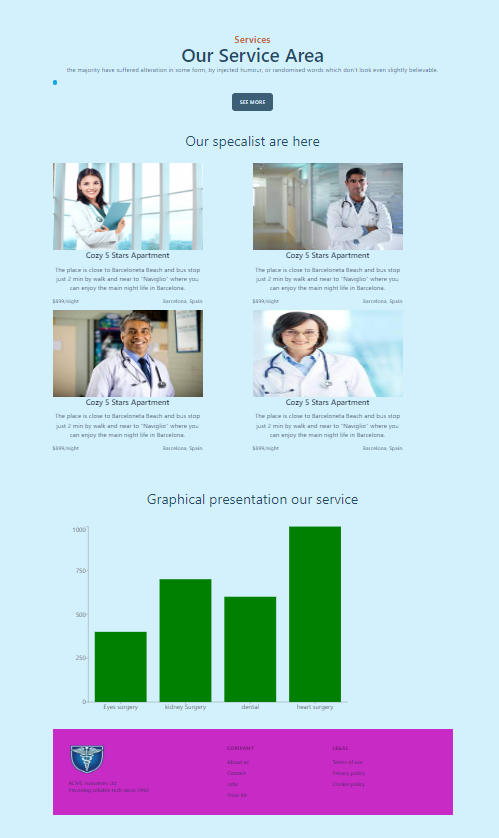 Services
Our Service Area
the majority have suffered alteration in some form, by injected humour, or randomised words which don't look even slightly believable.
SEE MORE
Our specalist are here
Cozy 5 Stars Apartment
The place is close to Barceloneta Beach and bus stop
just 2 min by walk and near to "Naviglio" where you
can enjoy the main night life in Barcelona.
$899/night
Barcelona, Spain
Cozy 5 Stars Apartment
The place is close to Barceloneta Beach and bus stop
just 2 min by walk and near to "Naviglio" where you
can enjoy the main night life in Barcelona.
$899/night
Barcelona, Spain
Cozy 5 Stars Apartment
The place is close to Barceloneta Beach and bus stop
just 2 min by walk and near to "Naviglio" where you
can enjoy the main night life in Barcelona.
$899/night
Barcelona, Spain
Cozy 5 Stars Apartment
The place is close to Barceloneta Beach and bus stop
just 2 min by walk and near to "Naviglio" where you
can enjoy the main night life in Barcelona.
$899/night
Barcelona, Spain
Graphical presentation our service
1000
750
500
250
0
Eyes surgery
kidney Surgery
dental
heart surgery
ACME Industries Ltd.
Providing reliable tech since 1992
COMPANY
About us
Contact
Jobs
Press kit
LEGAL
Terms of use
Privacy policy
Cookie policy